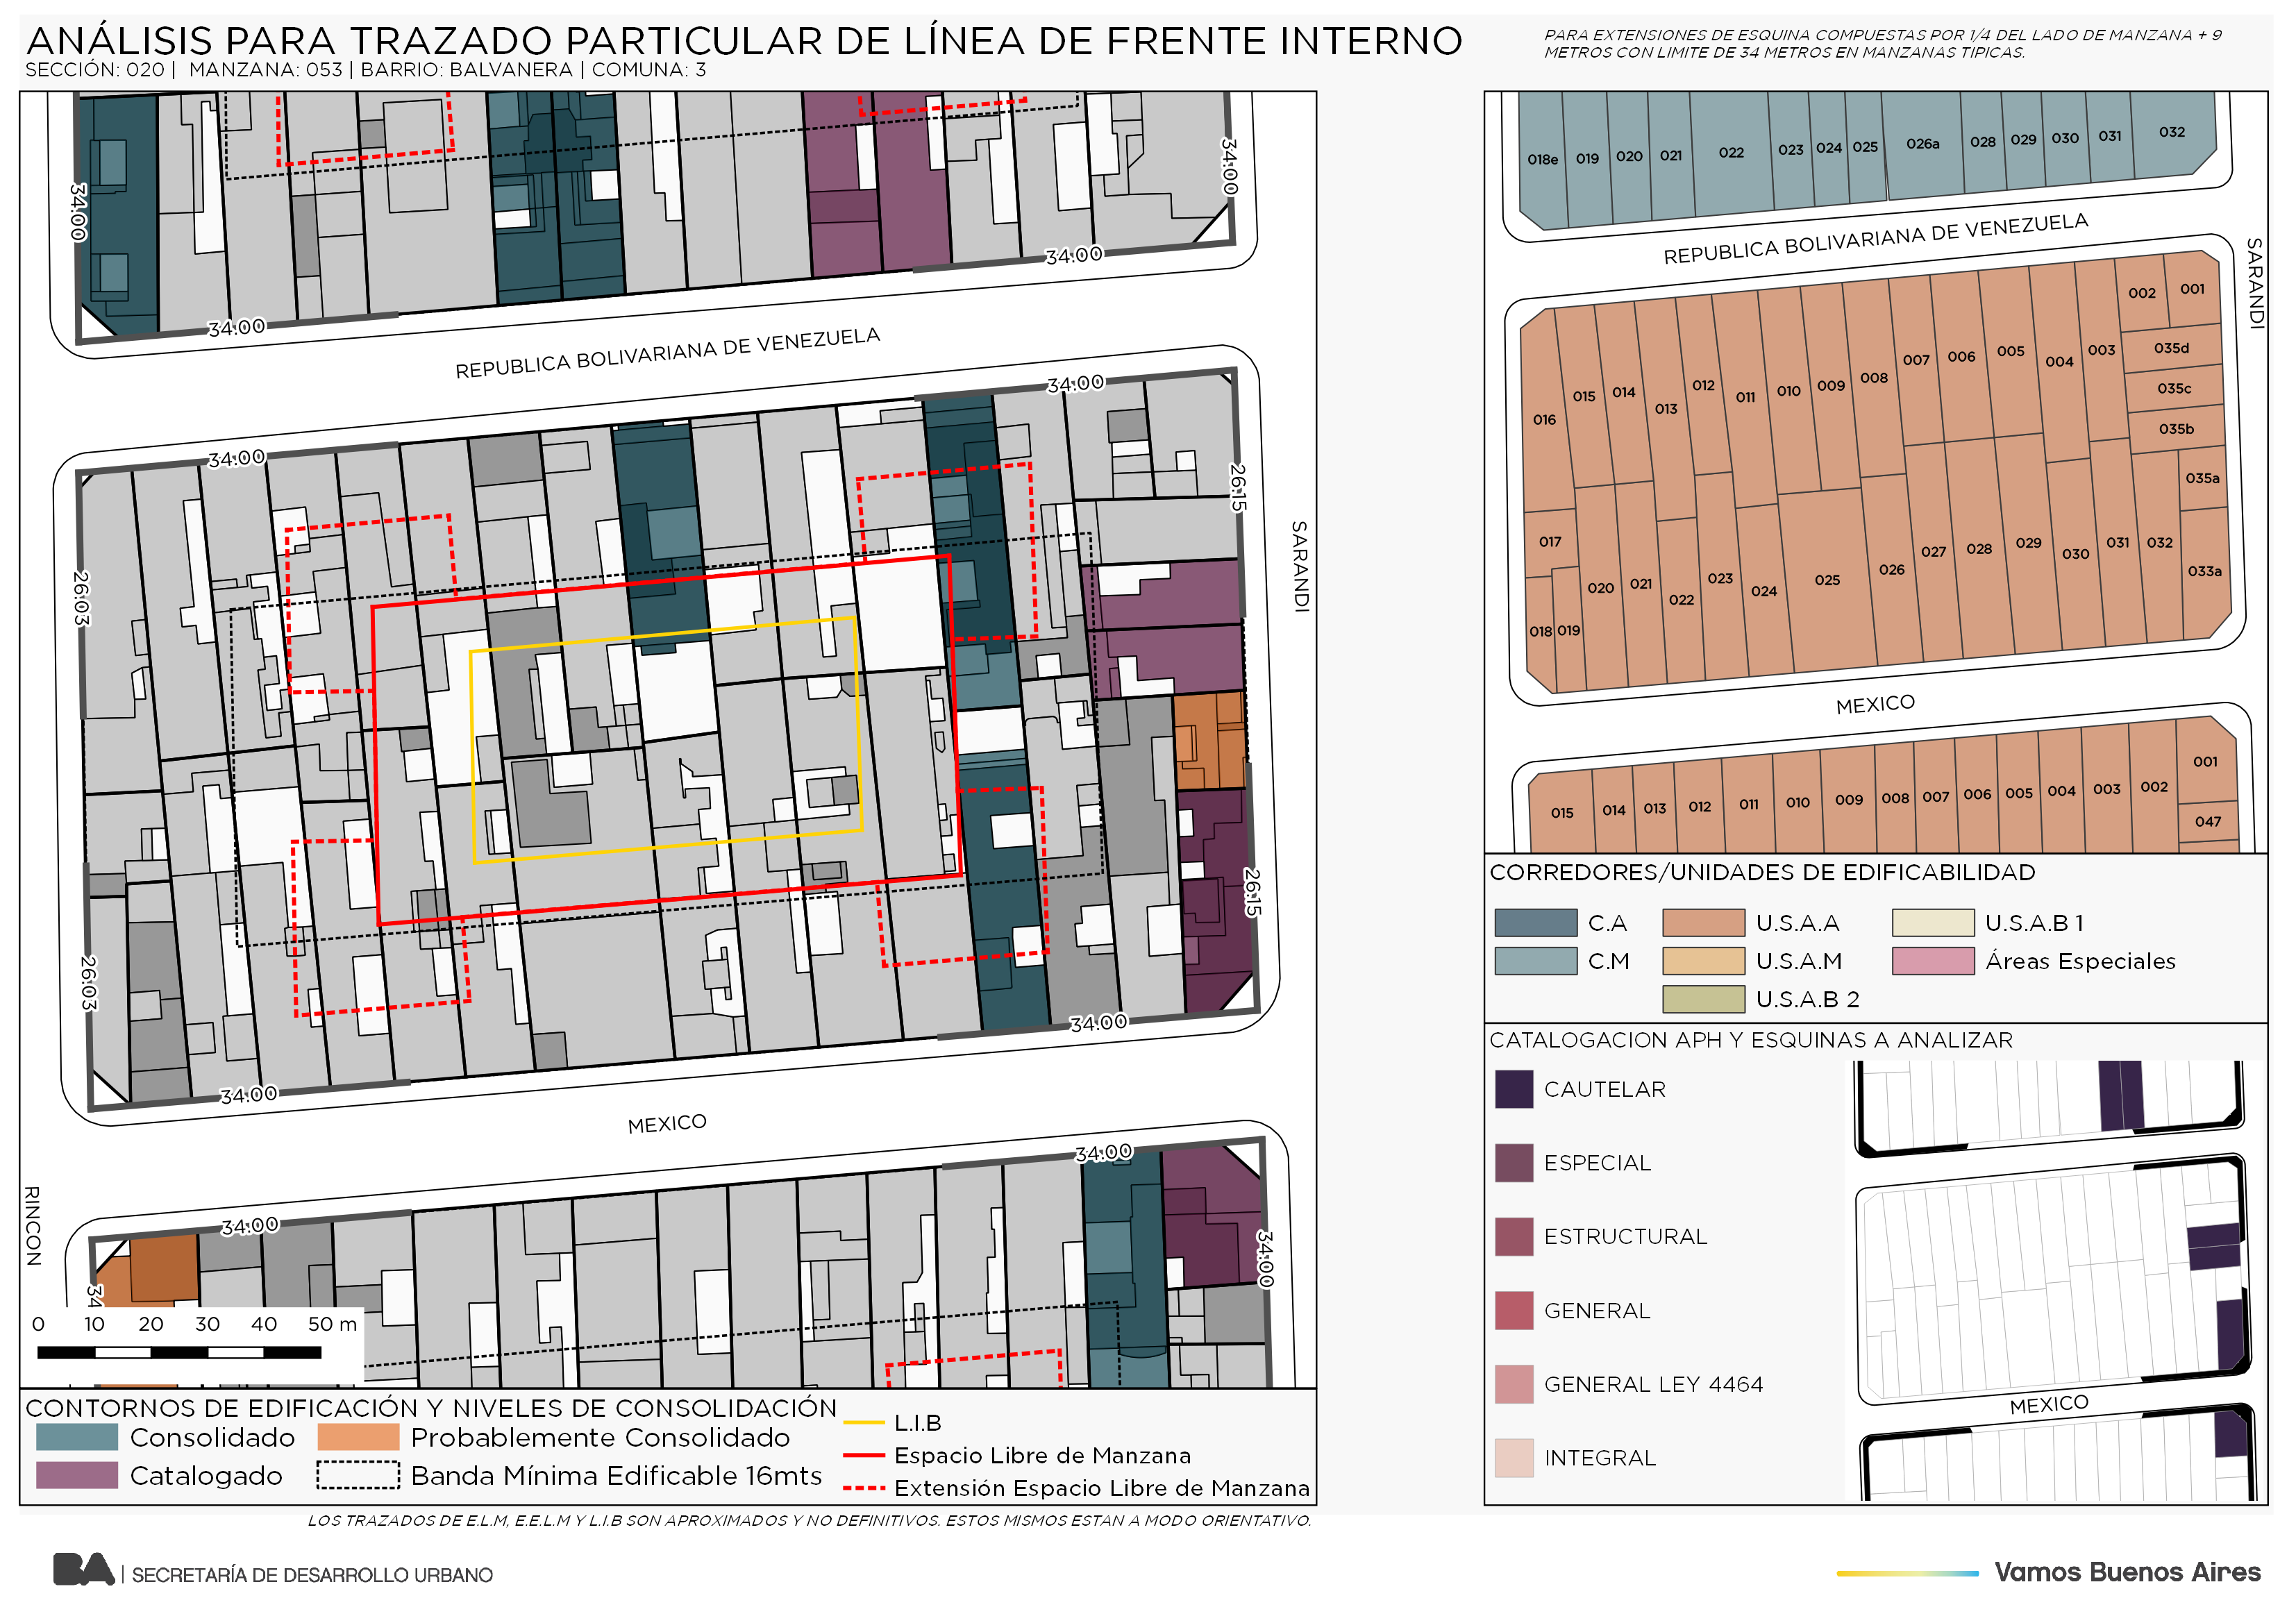 ANÁLISIS PARA TRAZADO PARTICULAR DE LÍNEA DE FRENTE INTERNO
SECCIÓN: 020 | MANZANA: 053 | BARRIO: BALVANERA | COMUNA: 3
PARA EXTENSIONES DE ESQUINA COMPUESTAS POR 1/4 DEL LADO DE MANZANA + 9
METROS CON LIMITE DE 34 METROS EN MANZANAS TIPICAS.
34:00
34:00
34:00
34:00
REPUBLICA BOLIVARIANA DE VENEZUELA
34:00
34:00
26:03
26:15
SARANDI
26:03
26:15
34:00
34:00
MEXICO
RINCON
34:00
34:00
34:00
34
0 10 20 30 40 50 m
CONTORNOS DE EDIFICACIÓN Y NIVELES DE CONSOLIDACIÓN
Consolidado
Probablemente Consolidado
Catalogado
Banda Mínima Edificable 16mts
L.I.B
Espacio Libre de Manzana
Extensión Espacio Libre de Manzana
LOS TRAZADOS DE E.L.M, E.E.L.M Y L.I.B SON APROXIMADOS Y NO DEFINITIVOS. ESTOS MISMOS ESTAN A MODO ORIENTATIVO.
018e 019 020 021 022 023 024 025 026a 028 029 030 031 032
REPUBLICA BOLIVARIANA DE VENEZUELA
SARANDI
016 015 014 013 012 011 010 009 008 007 006 005 004 003 002 001
035d
035c
035b
035a
017 018 019 020 021 022 023 024 025 026 027 028 029 030 031 032 033a
MEXICO
015 014 013 012 011 010 009 008 007 006 005 004 003 002 001
047
CORREDORES/UNIDADES DE EDIFICABILIDAD
C.A
U.S.A.A
U.S.A.B 1
C.M
U.S.A.M
Áreas Especiales
U.S.A.B 2
CATALOGACION APH Y ESQUINAS A ANALIZAR
CAUTELAR
ESPECIAL
ESTRUCTURAL
GENERAL
GENERAL LEY 4464
INTEGRAL
MEXICO
BA | SECRETARÍA DE DESARROLLO URBANO
Vamos Buenos Aires